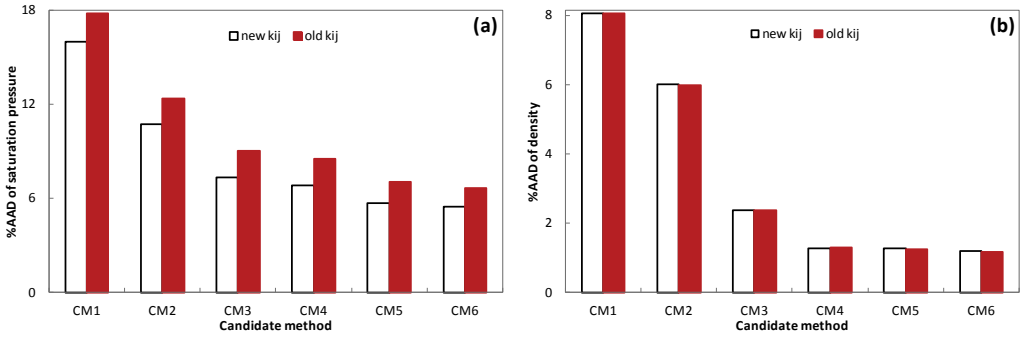 (a)
new kij old kij
%AAD of saturation pressure
18
12
6
0
CM1 CM2 CM3 CM4 CM5 CM6
Candidate method
(b)
new kij old kij
%AAD of density
8
6
4
2
0
CM1 CM2 CM3 CM4 CM5 CM6
Candidate method